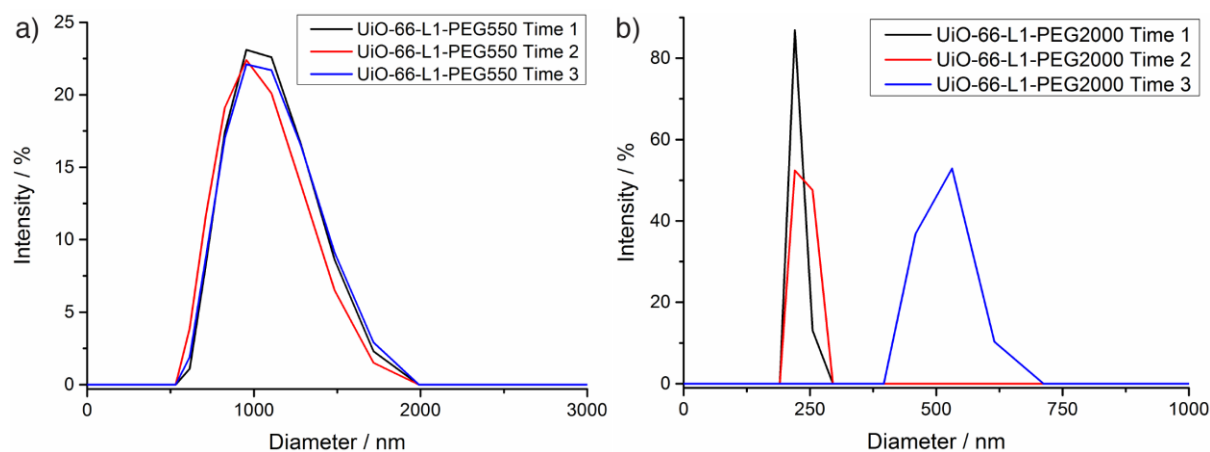 a)
UiO-66-L1-PEG550 Time 1
UiO-66-L1-PEG550 Time 2
UiO-66-L1-PEG550 Time 3
Intensity / %
25
20
15
10
5
0
0 1000 2000 3000
Diameter / nm
b)
UiO-66-L1-PEG2000 Time 1
UiO-66-L1-PEG2000 Time 2
UiO-66-L1-PEG2000 Time 3
Intensity / %
80
60
40
20
0
0 250 500 750 1000
Diameter / nm